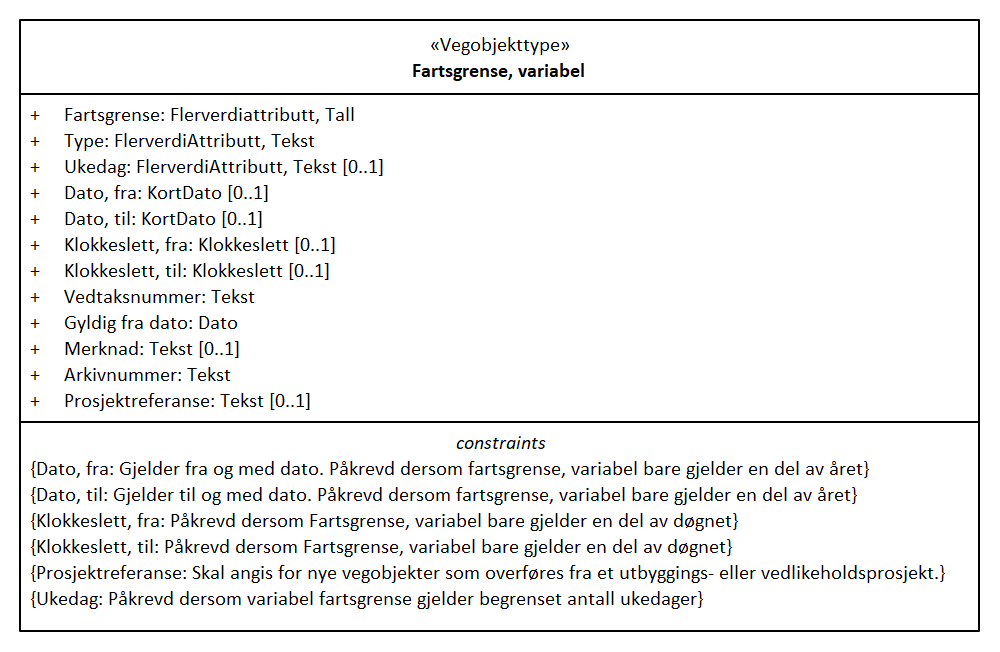 «Vegobjekttype»
Fartsgrense, variabel
+ Fartsgrense: Flerverdiattributt, Tall
+ Type: FlerverdiAttributt, Tekst
+ Ukedag: FlerverdiAttributt, Tekst [0..1]
+ Dato, fra: KortDato [0..1]
+ Dato, til: KortDato [0..1]
+ Klokkeslett, fra: Klokkeslett [0..1]
+ Klokkeslett, til: Klokkeslett [0..1]
+ Vedtaksnummer: Tekst
+ Gyldig fra dato: Dato
+ Merknad: Tekst [0..1]
+ Arkivnummer: Tekst
+ Prosjektreferanse: Tekst [0..1]
constraints
{Dato, fra: Gjelder fra og med dato. Påkrevd dersom fartsgrense, variabel bare gjelder en del av året}
{Dato, til: Gjelder til og med dato. Påkrevd dersom fartsgrense, variabel bare gjelder en del av året}
{Klokkeslett, fra: Påkrevd dersom Fartsgrense, variabel bare gjelder en del av døgnet}
{Klokkeslett, til: Påkrevd dersom Fartsgrense, variabel bare gjelder en del av døgnet}
{Prosjektreferanse: Skal angis for nye vegobjekter som overføres fra et utbyggings- eller vedlikeholdsprosjekt.}
{Ukedag: Påkrevd dersom variabel fartsgrense gjelder begrenset antall ukedager}